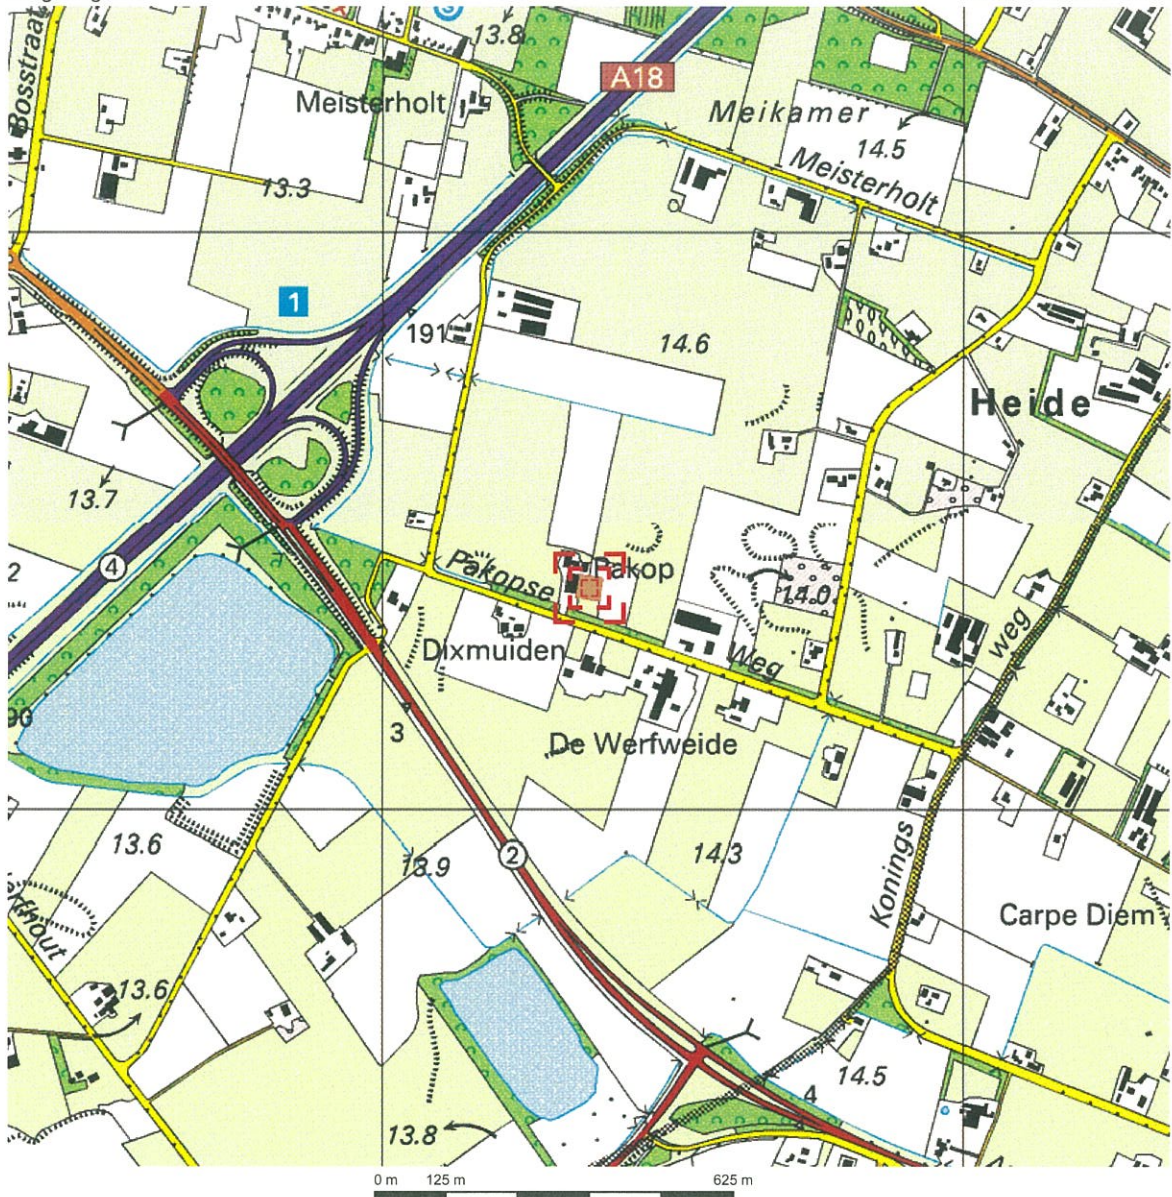 Bosstraat
13.8
A18
Meisterholt
Meikamer
14.5
Meisterholt
13.3
1
191
14.6
Heide
13.7
4
2
Pakopse
Pakop
14.0
Weg
weg
Dixmuiden
90
3
De Werfweide
13.6
13.9
2
14.3
Konings
Carpe Diem
13.6
14.5
4
13.8
0 m 125 m 625 m